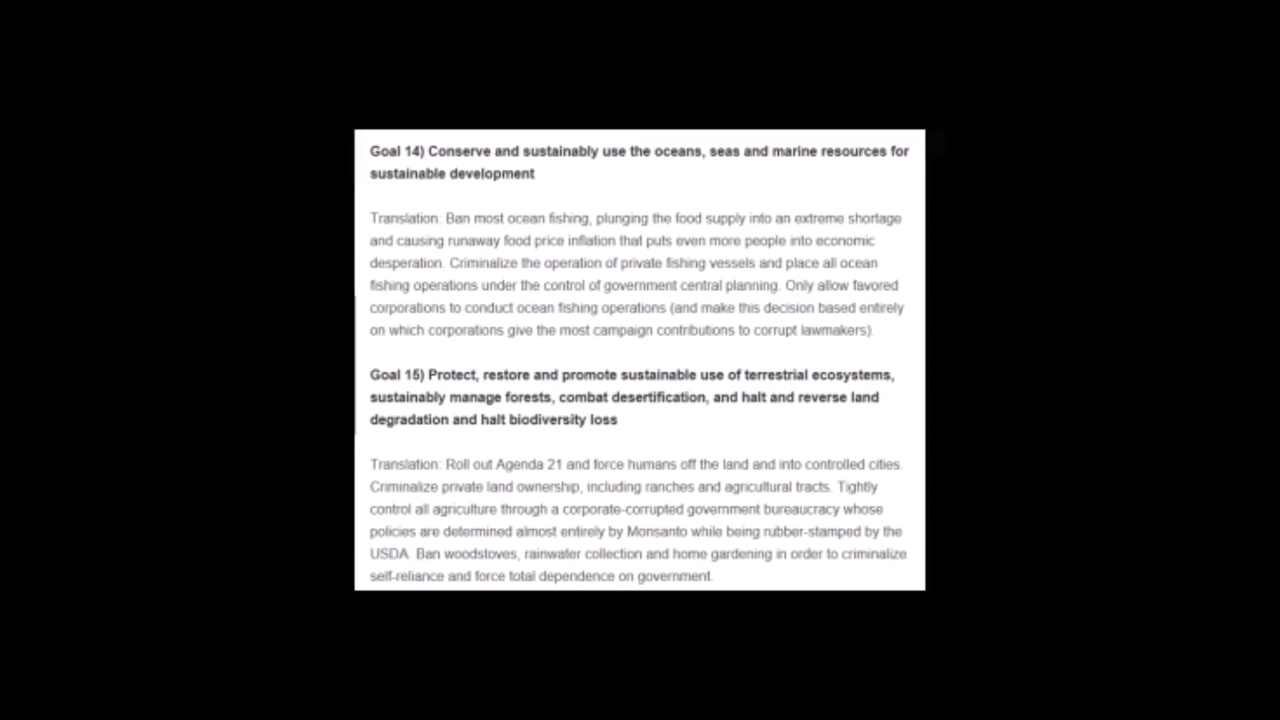 Goal 14) Conserve and sustainably use the oceans, seas and marine resources for
sustainable development
Translation: Ban most ocean fishing, plunging the food supply into an extreme shortage
and causing runaway food price inflation that puts even more people into economic
desperation. Criminalize the operation of private fishing vessels and place all ocean
fishing operations under the control of government central planning. Only allow favored
corporations to conduct ocean fishing operations (and make this decision based entirely
on which corporations give the most campaign contributions to corrupt lawmakers).
Goal 15) Protect, restore and promote sustainable use of terrestrial ecosystems,
sustainably manage forests, combat desertification, and halt and reverse land
degradation and halt biodiversity loss
Translation: Roll out Agenda 21 and force humans off the land and into controlled cities.
Criminalize private land ownership, including ranches and agricultural tracts. Tightly
control all agriculture through a corporate-corrupted government bureaucracy whose
policies are determined almost entirely by Monsanto while being rubber-stamped by the
USDA. Ban woodstoves, rainwater collection and home gardening in order to criminalize
self-reliance and force total dependence on government.